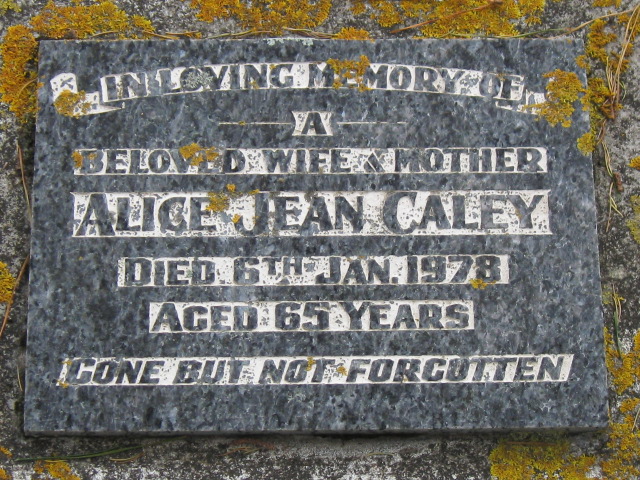 IN LOVING MEMORY OF
A
BELOVED WIFE & MOTHER
ALICE JEAN CALEY
DIED 6TH JAN. 1978
AGED 65 YEARS
GONE BUT NOT FORGOTTEN